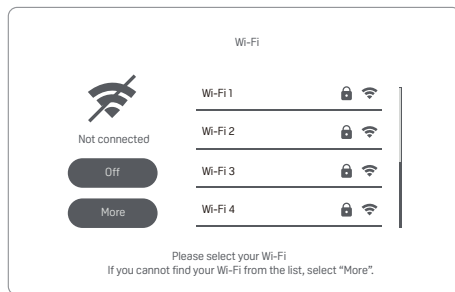 Wi-Fi
Not connected
Off
More
Wi-Fi 1
Wi-Fi 2
Wi-Fi 3
Wi-Fi 4
Please select your Wi-Fi
If you cannot find your Wi-Fi from the list, select “More”.